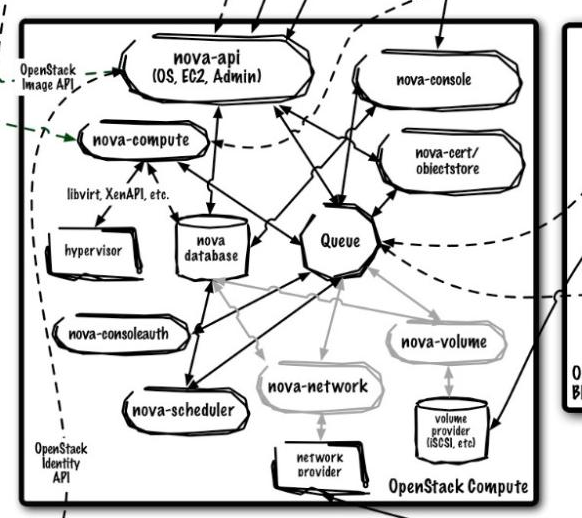 nova-api
(OS, EC2, Admin)
OpenStack
Image API
nova-console
nova-compute
nova-cert/
objectstore
libvirt, XenAPI, etc.
hypervisor
nova
database
Queue
nova-consoleauth
nova-volume
nova-network
nova-scheduler
volume
provider
(iSCSI, etc)
OpenStack
Identity
API
network
provider
OpenStack Compute